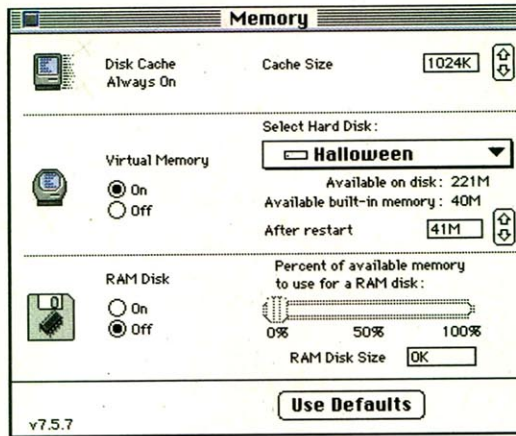 Memory
Disk Cache
Always On
Cache Size
1024K
Select Hard Disk:
Halloween
Virtual Memory
On
Off
Available on disk: 221M
Available built-in memory: 40M
After restart
41M
RAM Disk
On
Off
Percent of available memory
to use for a RAM disk:
0% 50% 100%
RAM Disk Size
0K
Use Defaults
v7.5.7